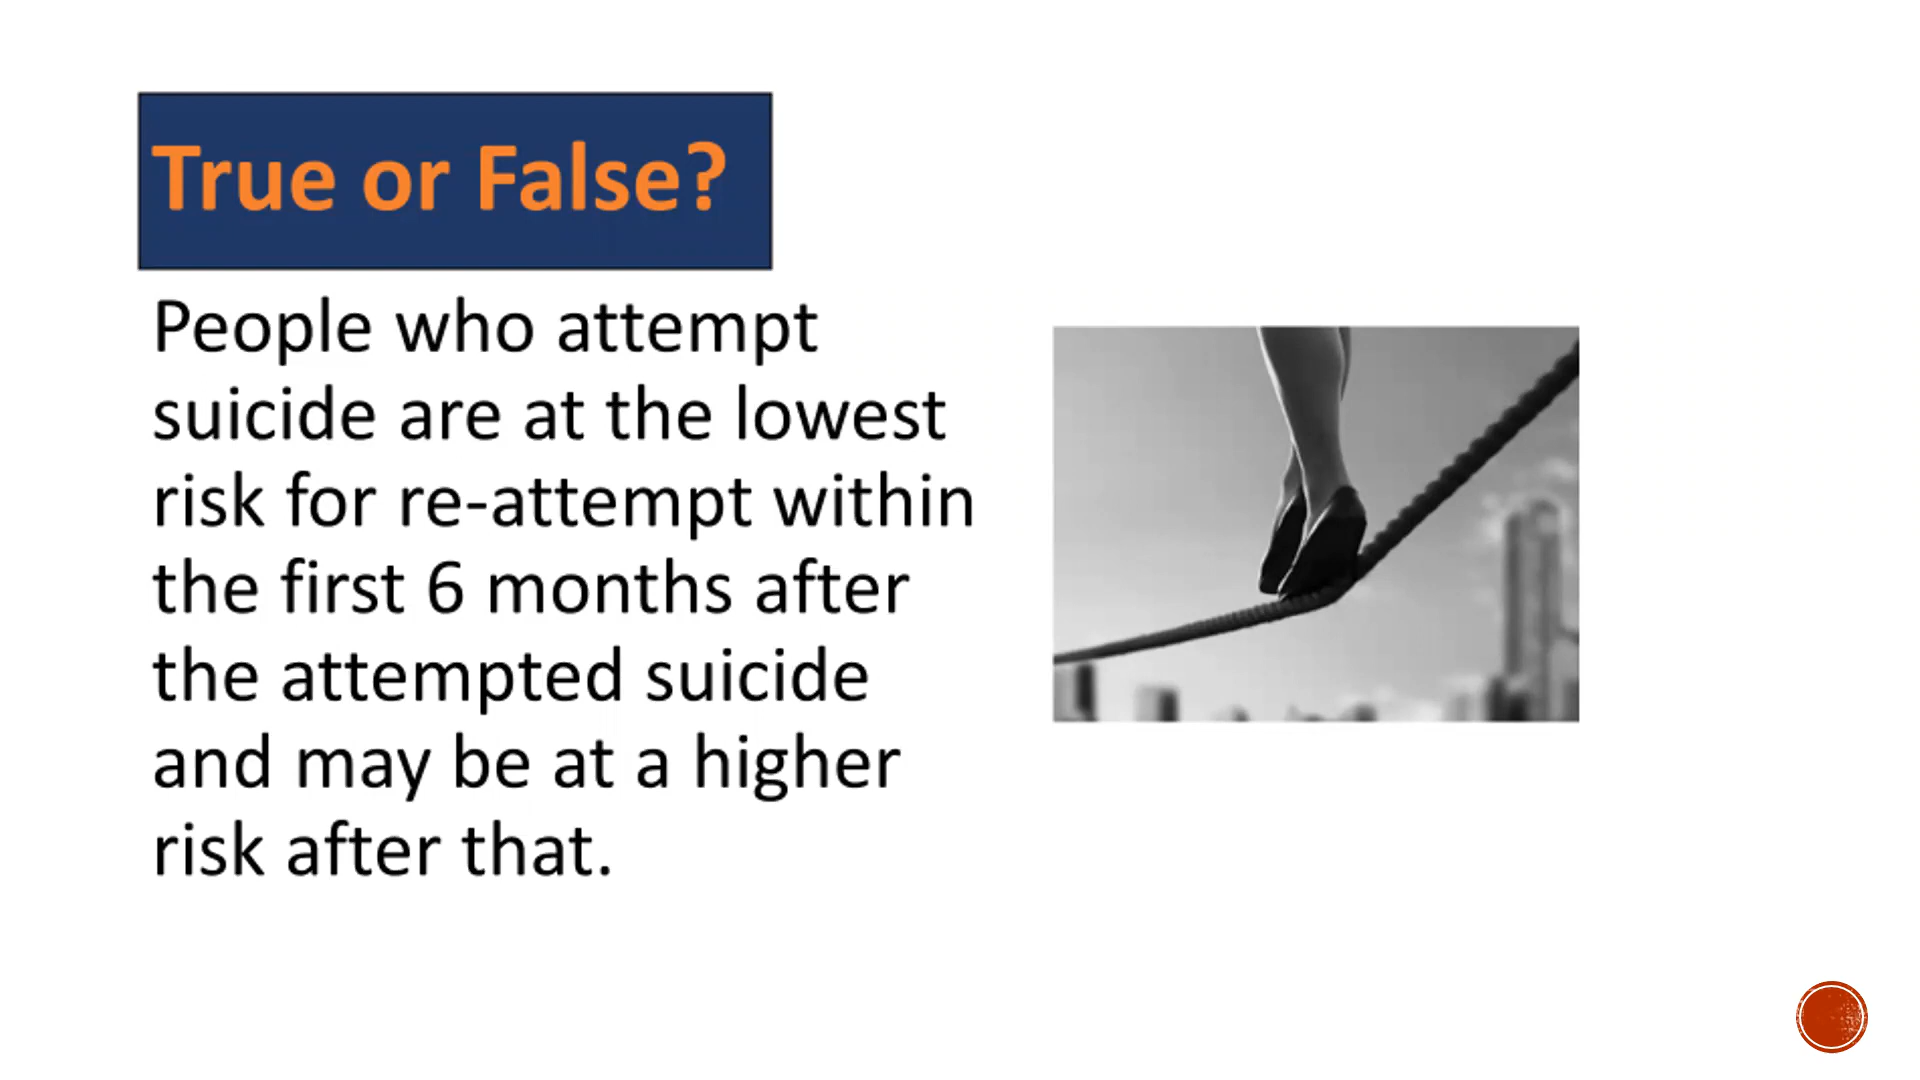 True or False?
People who attempt
suicide are at the lowest
risk for re-attempt within
the first 6 months after
the attempted suicide
and may be at a higher
risk after that.